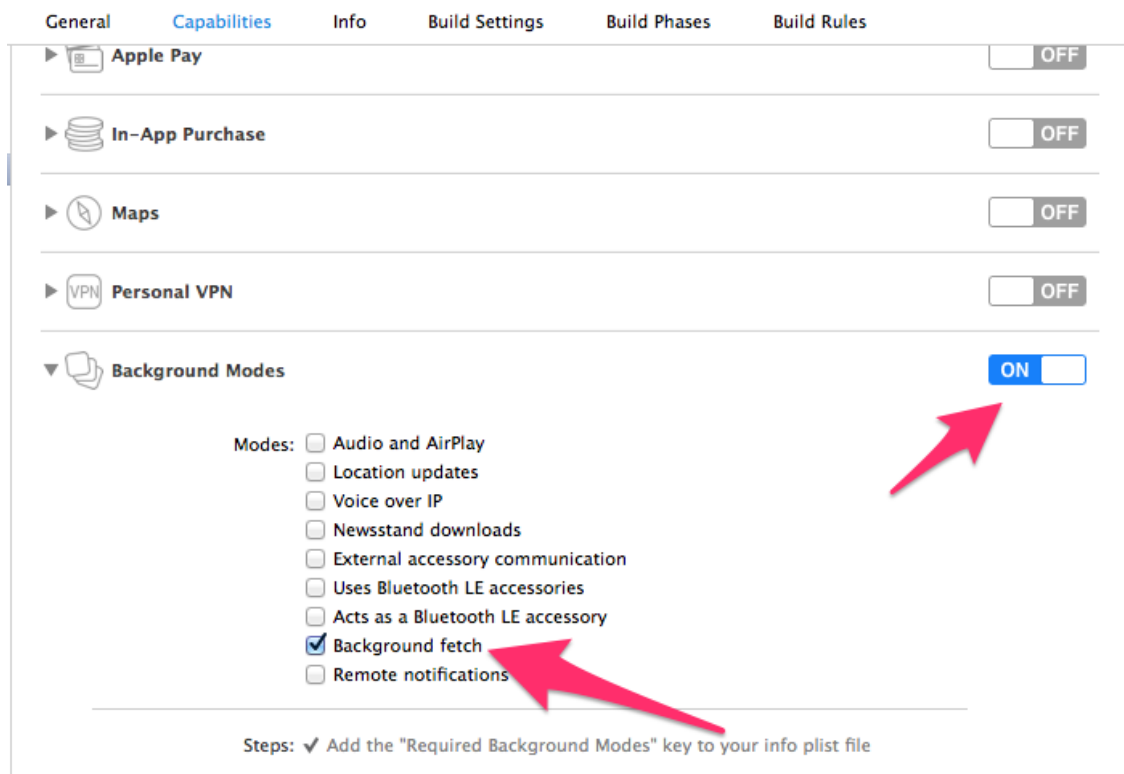 General Capabilities Info Build Settings Build Phases Build Rules
Apple Pay OFF
In-App Purchase OFF
Maps OFF
VPN Personal VPN OFF
Background Modes ON
Modes: Audio and AirPlay
Location updates
Voice over IP
Newsstand downloads
External accessory communication
Uses Bluetooth LE accessories
Acts as a Bluetooth LE accessory
Background fetch
Remote notifications
Steps: ✓ Add the "Required Background Modes" key to your info plist file